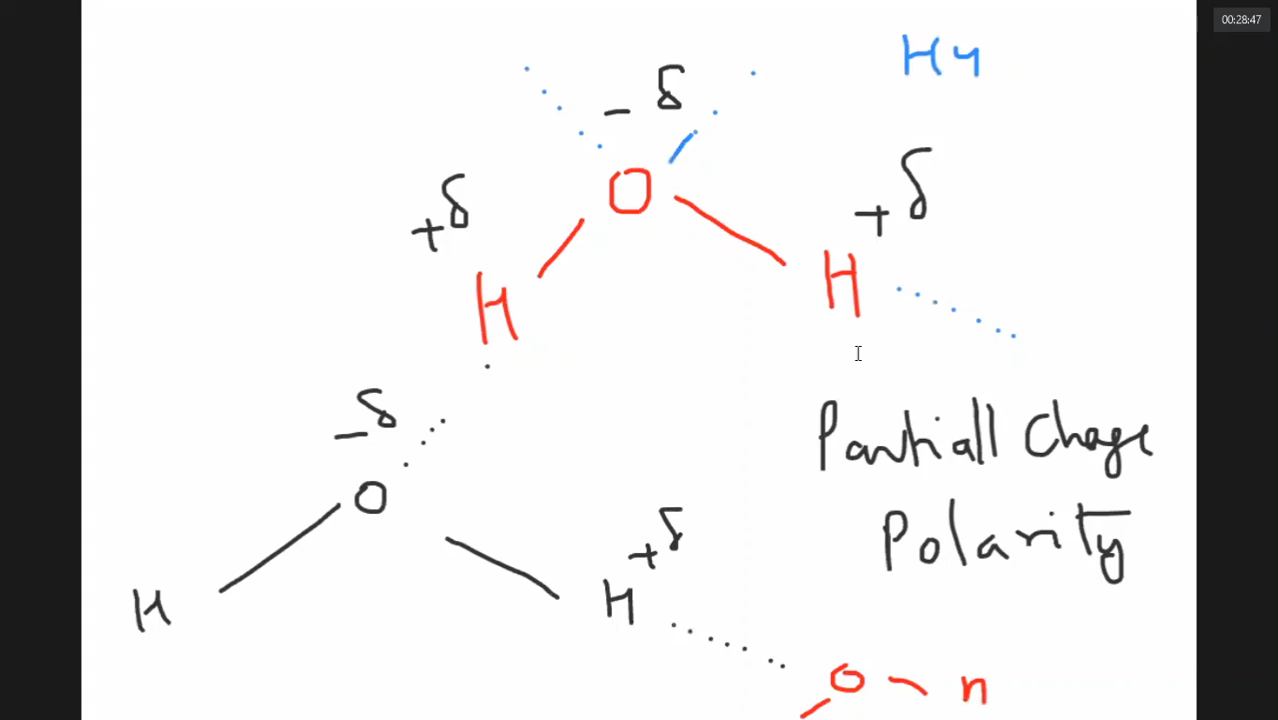 00:28:47
H4
- δ
O
+δ
+ δ
H
H
-δ
Partiall Chage
O
Polarity
+δ
H
H
O
n